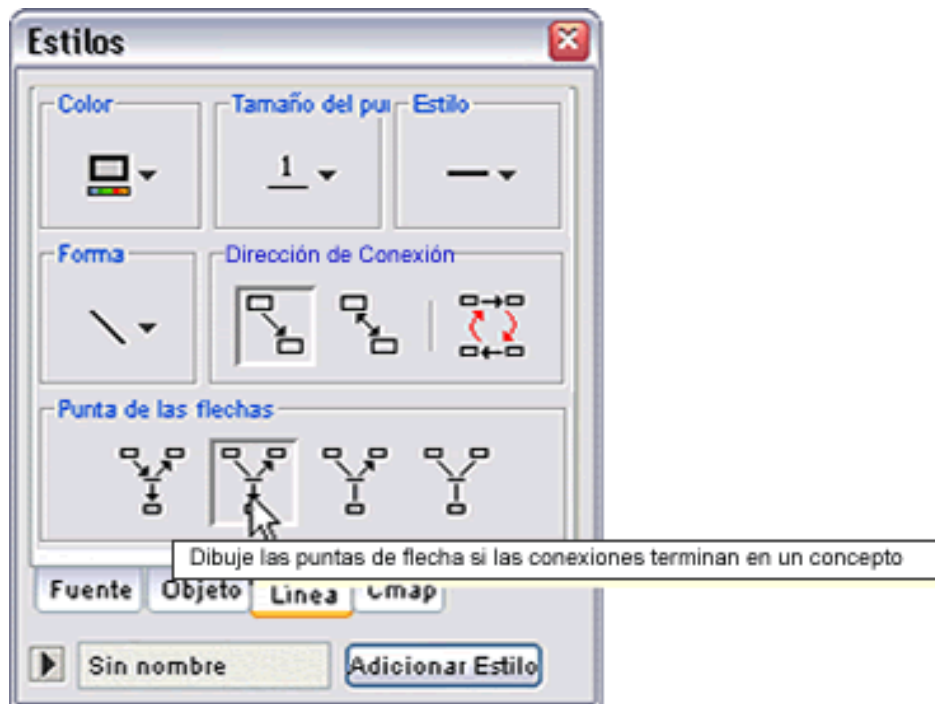 Estilos
Color
Tamaño del pu
Estilo
1
Forma
Dirección de Conexión
Punta de las flechas
Dibuje las puntas de flecha si las conexiones terminan en un concepto
Fuente Objeto Línea Cmap
Sin nombre
Adicionar Estilo